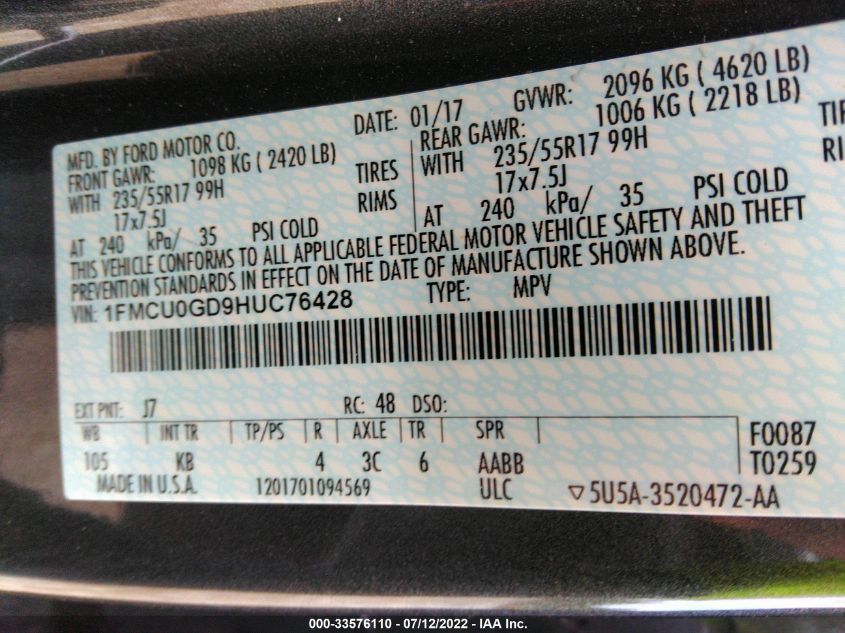 MFD. BY FORD MOTOR CO. DATE: 01/17 GVWR: 2096 KG ( 4620 LB)
FRONT GAWR: 1098 KG ( 2420 LB) REAR GAWR: 1006 KG ( 2218 LB)
WITH 235/55R17 99H TIRES WITH 235/55R17 99H
17x7.5J RIMS 17x7.5J
AT 240 kPa/ 35 PSI COLD AT 240 kPa/ 35 PSI COLD
THIS VEHICLE CONFORMS TO ALL APPLICABLE FEDERAL MOTOR VEHICLE SAFETY AND THEFT
PREVENTION STANDARDS IN EFFECT ON THE DATE OF MANUFACTURE SHOWN ABOVE.
VIN: 1FMCU0GD9HUC76428 TYPE: MPV
EXT PNT: J7 RC: 48 DSO:
WB INT TR TP/PS R AXLE TR SPR F0087
105 KB 4 3C 6 AABB T0259
MADE IN U.S.A. 1201701094569 ULC ▽5U5A-3520472-AA
000-33576110 - 07/12/2022 - IAA Inc.